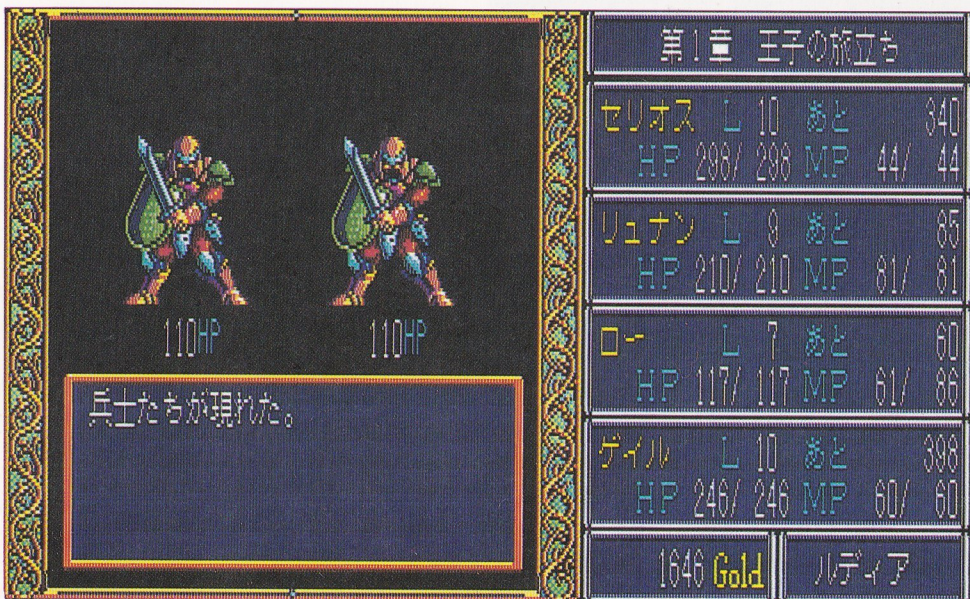 110HP
110HP
兵士たちが現れた。
第1章 王子の旅立ち
セリオス L 10 あと 340
HP 298/ 298 MP 44/ 44
リュナン L 9 あと 85
HP 210/ 210 MP 81/ 81
ロー L 7 あと 60
HP 117/ 117 MP 61/ 86
ゲイル L 10 あと 398
HP 246/ 246 MP 60/ 60
1646 Gold
ルディア